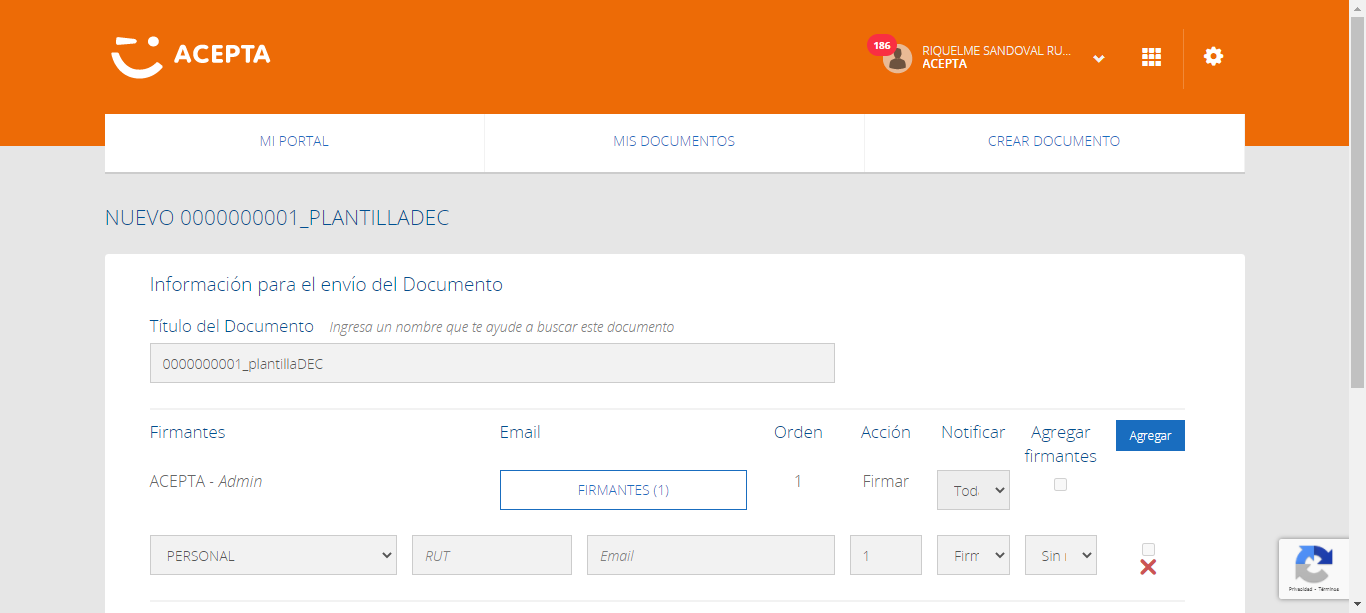 ACEPTA
186
RIQUELME SANDOVAL RU...
ACEPTA
MI PORTAL
MIS DOCUMENTOS
CREAR DOCUMENTO
NUEVO 0000000001_PLANTILLADEC
Información para el envío del Documento
Título del Documento Ingresa un nombre que te ayude a buscar este documento
0000000001_plantillaDEC
Firmantes Email Orden Acción Notificar Agregar firmantes Agregar
ACEPTA - Admin FIRMANTES (1) 1 Firmar Tod
PERSONAL RUT Email 1 Firm Sin
Privacidad - Términos